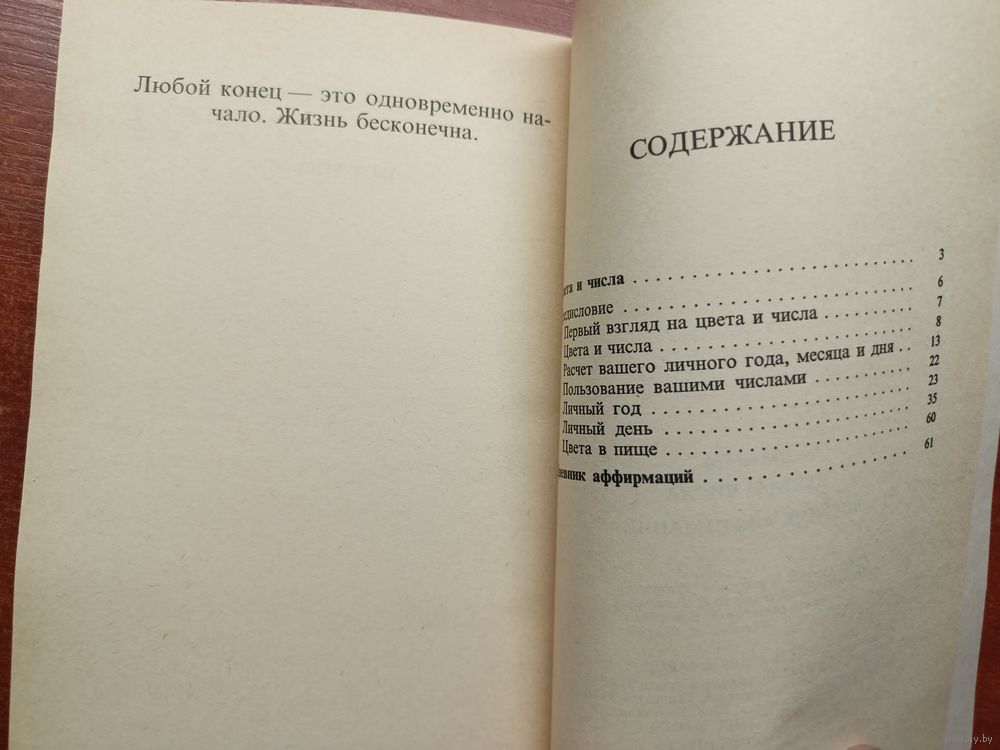 Любой конец — это одновременно на-
чало. Жизнь бесконечна.
СОДЕРЖАНИЕ
ета и числа . . . . . . . . . . . . . . . . . . . . . . . . . . 3
едисловие . . . . . . . . . . . . . . . . . . . . . . . . . . 6
Первый взгляд на цвета и числа . . . . . . . . . 7
Цвета и числа . . . . . . . . . . . . . . . . . . . . . . . 8
Расчет вашего личного года, месяца и дня . . 13
Пользование вашими числами . . . . . . . . . . 22
Личный год . . . . . . . . . . . . . . . . . . . . . . . . 23
Личный день . . . . . . . . . . . . . . . . . . . . . . . 35
Цвета в пище . . . . . . . . . . . . . . . . . . . . . . . 60
невник аффирмаций . . . . . . . . . . . . . . . . . . 61